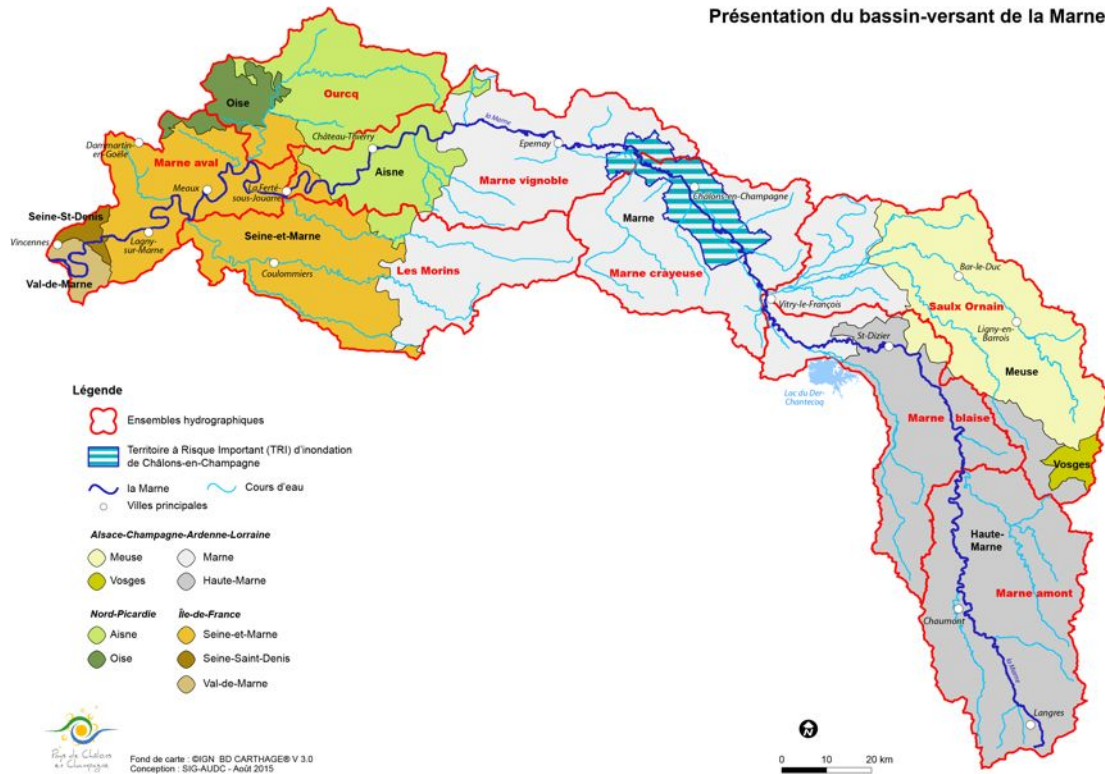 Présentation du bassin-versant de la Marne
Oise
Ourcq
la Marne
Château-Thierry
Epernay
Dammartin-
en-Goële
Marne aval
Aisne
Meaux
La Ferté-
sous-Jouarre
Marne vignoble
Châlons-en-Champagne
Marne
Seine-St-Denis
Seine-et-Marne
Vincennes
Lagny-
sur-Marne
Coulommiers
Les Morins
Marne crayeuse
Val-de-Marne
Bar-le-Duc
Saulx Ornain
Vitry-le-François
Ligny-en-
Barrois
St-Dizier
Meuse
Lac du Der-
Chantecoq
Marne blaise
Vosges
Haute-
Marne
Marne amont
Chaumont
la Marne
Langres
Légende
Ensembles hydrographiques
Territoire à Risque Important (TRI) d'inondation
de Châlons-en-Champagne
la Marne
Cours d'eau
Villes principales
Alsace-Champagne-Ardenne-Lorraine
Meuse
Marne
Vosges
Haute-Marne
Nord-Picardie
Île-de-France
Aisne
Seine-et-Marne
Oise
Seine-Saint-Denis
Val-de-Marne
Pays de Châlons
en Champagne
Fond de carte : ©IGN BD CARTHAGE® V 3.0
Conception : SIG-AUDC - Août 2015
N
0 10 20 km